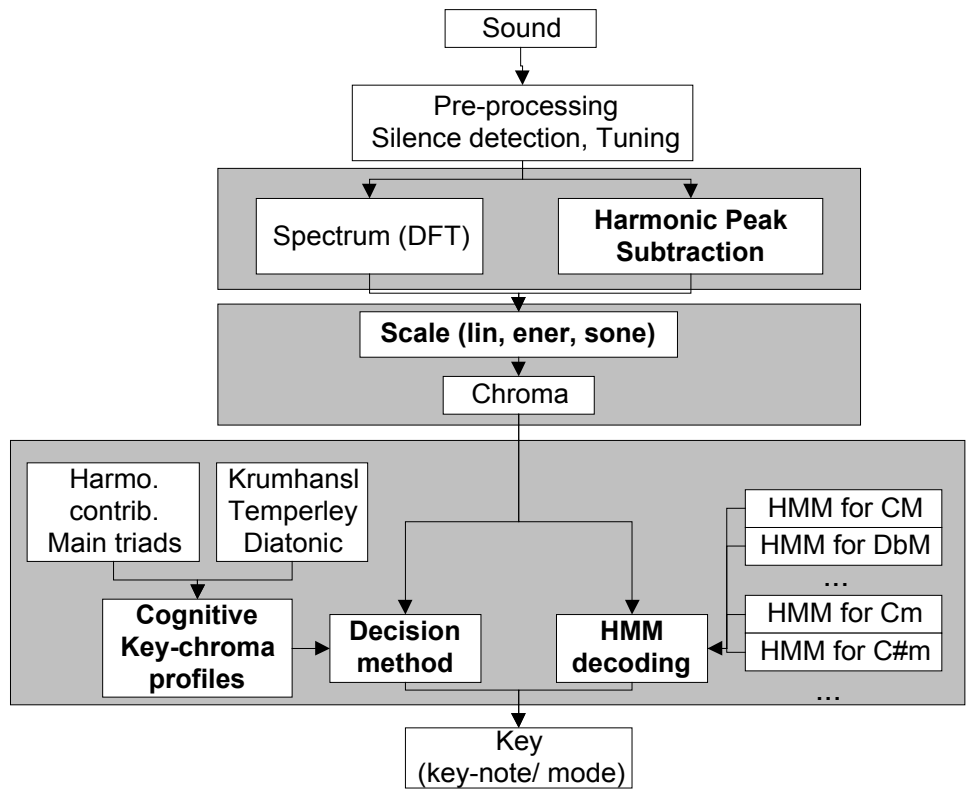 Sound
Pre-processing
Silence detection, Tuning
Spectrum (DFT)
Harmonic Peak
Subtraction
Scale (lin, ener, sone)
Chroma
Harmo.
contrib.
Main triads
Krumhansl
Temperley
Diatonic
HMM for CM
HMM for DbM
...
HMM for Cm
HMM for C#m
...
Cognitive
Key-chroma
profiles
Decision
method
HMM
decoding
Key
(key-note/ mode)